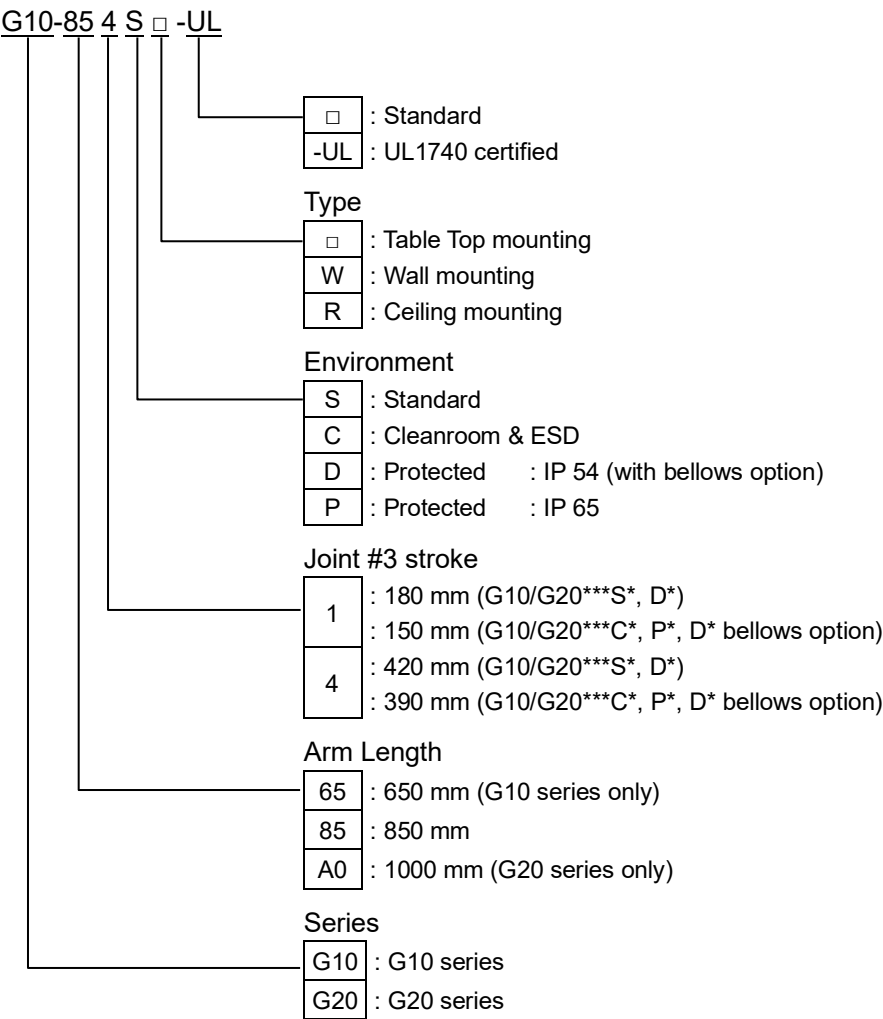 G10-85 4 S □ -UL
□ : Standard
-UL : UL1740 certified
Type
□ : Table Top mounting
W : Wall mounting
R : Ceiling mounting
Environment
S : Standard
C : Cleanroom & ESD
D : Protected : IP 54 (with bellows option)
P : Protected : IP 65
Joint #3 stroke
1 : 180 mm (G10/G20***S*, D*)
: 150 mm (G10/G20***C*, P*, D* bellows option)
4 : 420 mm (G10/G20***S*, D*)
: 390 mm (G10/G20***C*, P*, D* bellows option)
Arm Length
65 : 650 mm (G10 series only)
85 : 850 mm
A0 : 1000 mm (G20 series only)
Series
G10 : G10 series
G20 : G20 series